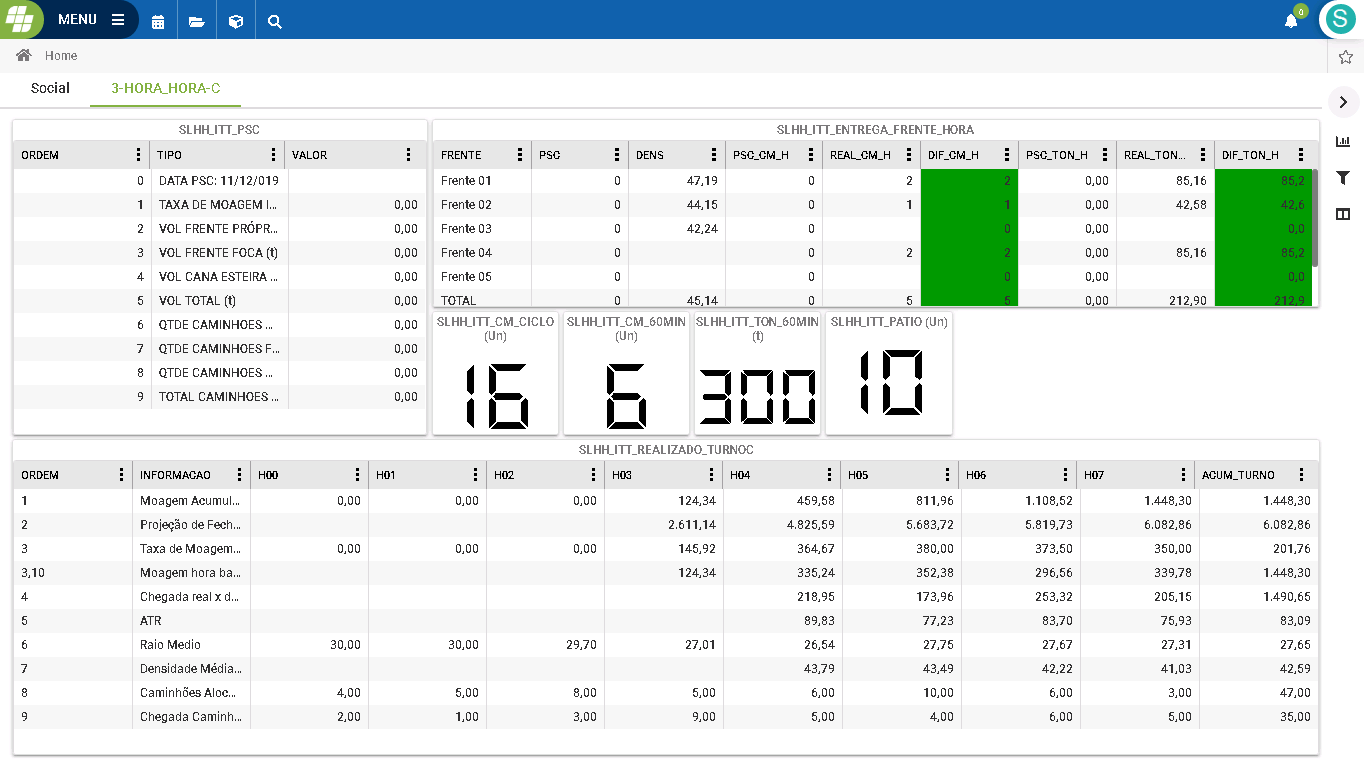 MENU
0
S
Home
Social 3-HORA_HORA-C
SLHH_ITT_PSC
ORDEM TIPO VALOR
0 DATA PSC: 11/12/019
1 TAXA DE MOAGEM I... 0,00
2 VOL FRENTE PRÓPR... 0,00
3 VOL FRENTE FOCA (t) 0,00
4 VOL CANA ESTEIRA ... 0,00
5 VOL TOTAL (t) 0,00
6 QTDE CAMINHOES ... 0,00
7 QTDE CAMINHOES F... 0,00
8 QTDE CAMINHOES ... 0,00
9 TOTAL CAMINHOES ... 0,00
SLHH_ITT_ENTREGA_FRENTE_HORA
FRENTE PSC DENS PSC_CM_H REAL_CM_H DIF_CM_H PSC_TON_H REAL_TON... DIF_TON_H
Frente 01 0 47,19 0 2 2 0,00 85,16 85,2
Frente 02 0 44,15 0 1 1 0,00 42,58 42,6
Frente 03 0 42,24 0 0 0,00 0,0
Frente 04 0 0 2 2 0,00 85,16 85,2
Frente 05 0 0 0 0,00 0,0
TOTAL 0 45,14 0 5 5 0,00 212,90 212,9
SLHH_ITT_CM_CICLO
(Un)
16
SLHH_ITT_CM_60MIN
(Un)
6
SLHH_ITT_TON_60MIN
(t)
300
SLHH_ITT_PATIO (Un)
10
SLHH_ITT_REALIZADO_TURNOC
ORDEM INFORMACAO H00 H01 H02 H03 H04 H05 H06 H07 ACUM_TURNO
1 Moagem Acumul... 0,00 0,00 0,00 124,34 459,58 811,96 1.108,52 1.448,30 1.448,30
2 Projeção de Fech... 2.611,14 4.825,59 5.683,72 5.819,73 6.082,86 6.082,86
3 Taxa de Moagem... 0,00 0,00 0,00 145,92 364,67 380,00 373,50 350,00 201,76
3,10 Moagem hora ba... 124,34 335,24 352,38 296,56 339,78 1.448,30
4 Chegada real x d... 218,95 173,96 253,32 205,15 1.490,65
5 ATR 89,83 77,23 83,70 75,93 83,09
6 Raio Medio 30,00 30,00 29,70 27,01 26,54 27,75 27,67 27,31 27,65
7 Densidade Média... 43,79 43,49 42,22 41,03 42,59
8 Caminhões Aloc... 4,00 5,00 8,00 5,00 6,00 10,00 6,00 3,00 47,00
9 Chegada Caminh... 2,00 1,00 3,00 9,00 5,00 4,00 6,00 5,00 35,00